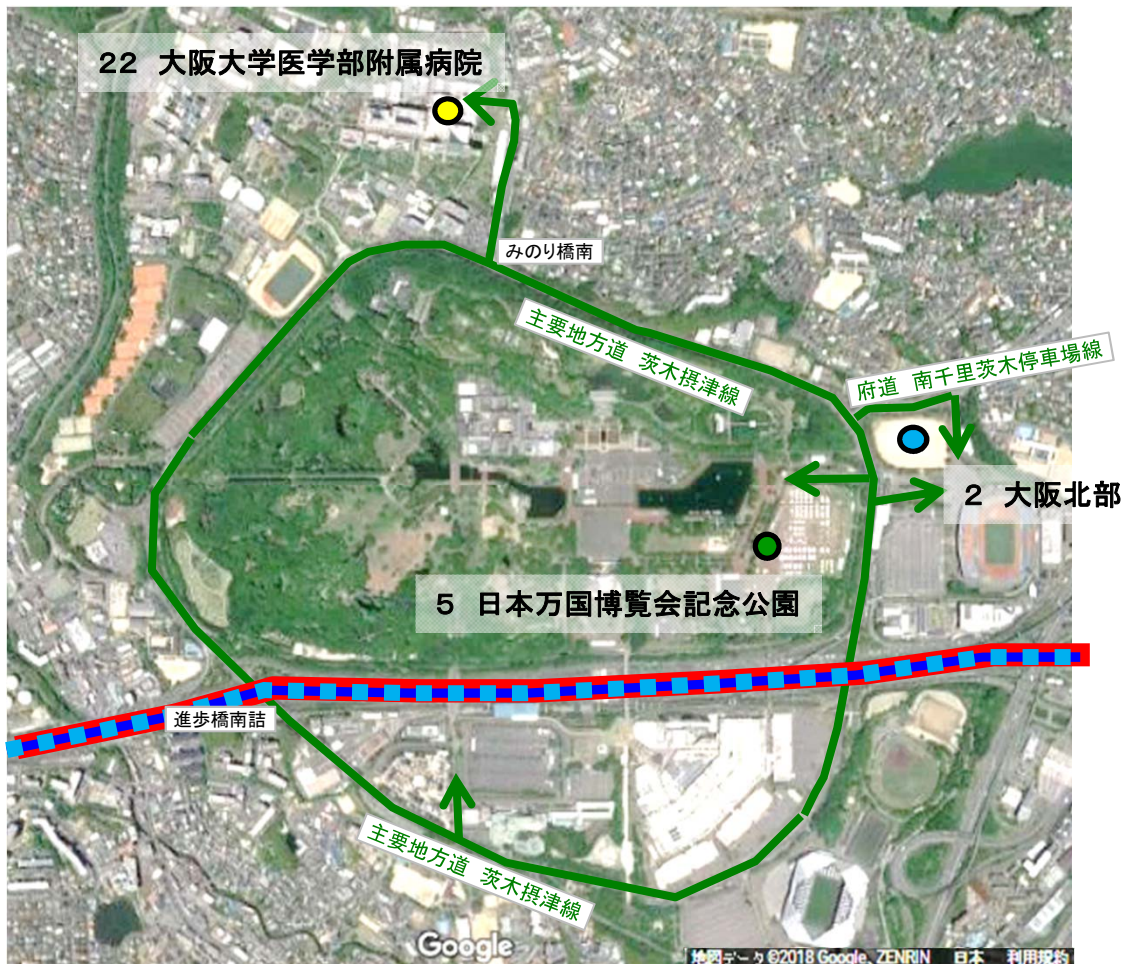 22 大阪大学医学部附属病院
みのり橋南
主要地方道 茨木摂津線
府道 南千里茨木停車場線
2 大阪北部
5 日本万国博覧会記念公園
進歩橋南詰
主要地方道 茨木摂津線
Google
地図データ ©2018 Google, ZENRIN 日本 利用規約